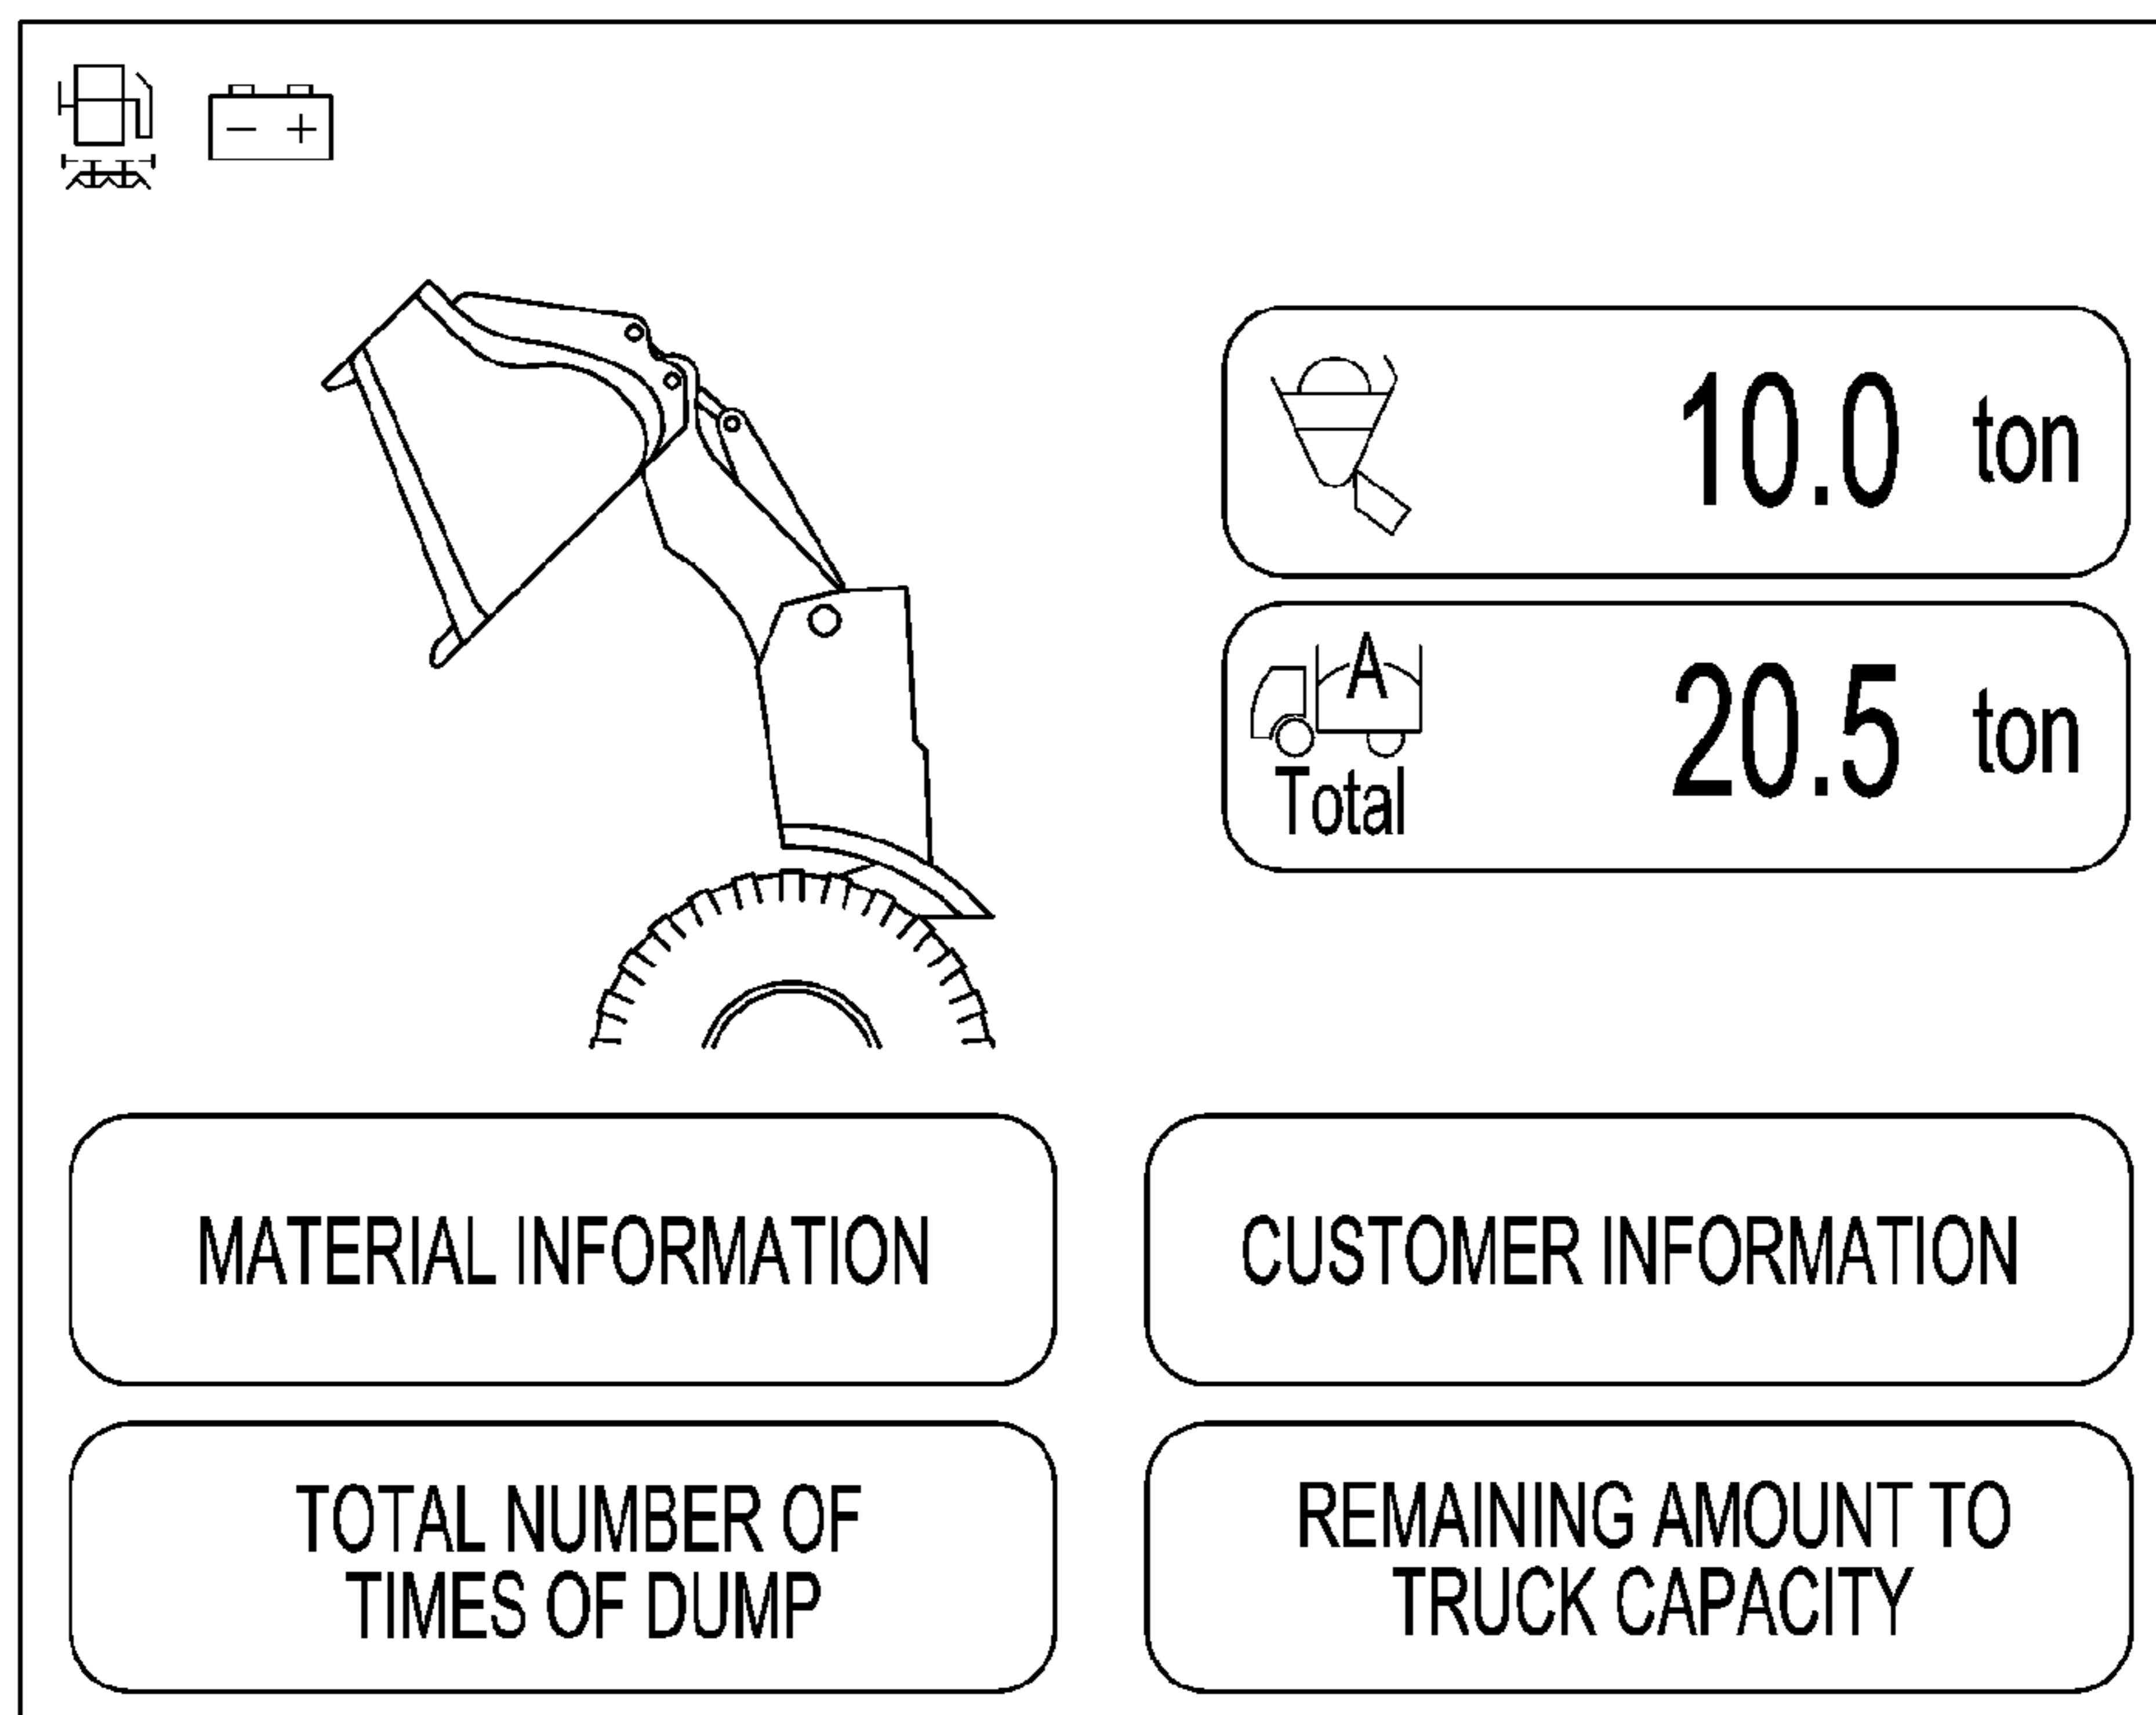 10.0 ton
A
20.5 ton
Total
MATERIAL INFORMATION
CUSTOMER INFORMATION
TOTAL NUMBER OF
TIMES OF DUMP
REMAINING AMOUNT TO
TRUCK CAPACITY